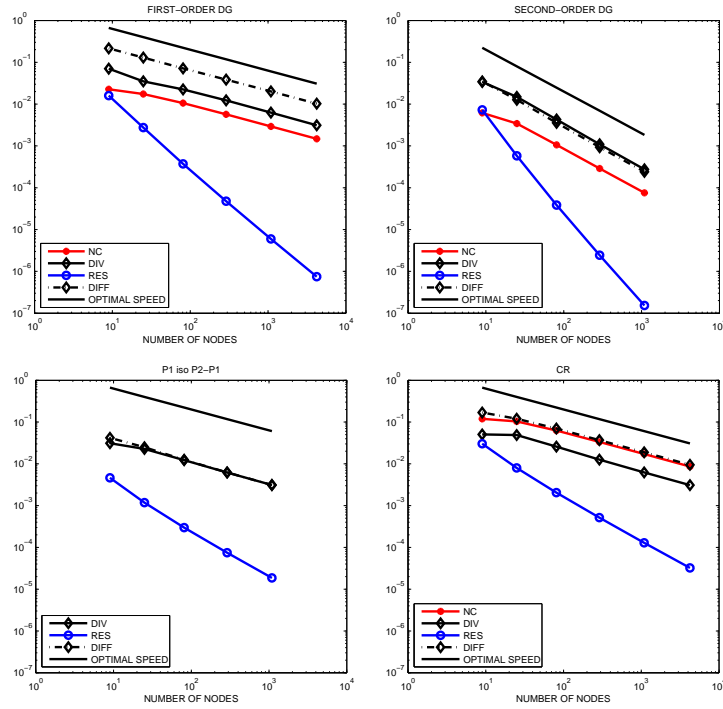 FIRST−ORDER DG
10^0
10^-1
10^-2
10^-3
10^-4
10^-5
10^-6
10^-7
NC
DIV
RES
DIFF
OPTIMAL SPEED
10^0 10^1 10^2 10^3 10^4
NUMBER OF NODES
SECOND−ORDER DG
10^0
10^-1
10^-2
10^-3
10^-4
10^-5
10^-6
10^-7
NC
DIV
RES
DIFF
OPTIMAL SPEED
10^0 10^1 10^2 10^3 10^4
NUMBER OF NODES
P1 iso P2−P1
10^0
10^-1
10^-2
10^-3
10^-4
10^-5
10^-6
10^-7
DIV
RES
DIFF
OPTIMAL SPEED
10^0 10^1 10^2 10^3 10^4
NUMBER OF NODES
CR
10^0
10^-1
10^-2
10^-3
10^-4
10^-5
10^-6
10^-7
NC
DIV
RES
DIFF
OPTIMAL SPEED
10^0 10^1 10^2 10^3 10^4
NUMBER OF NODES